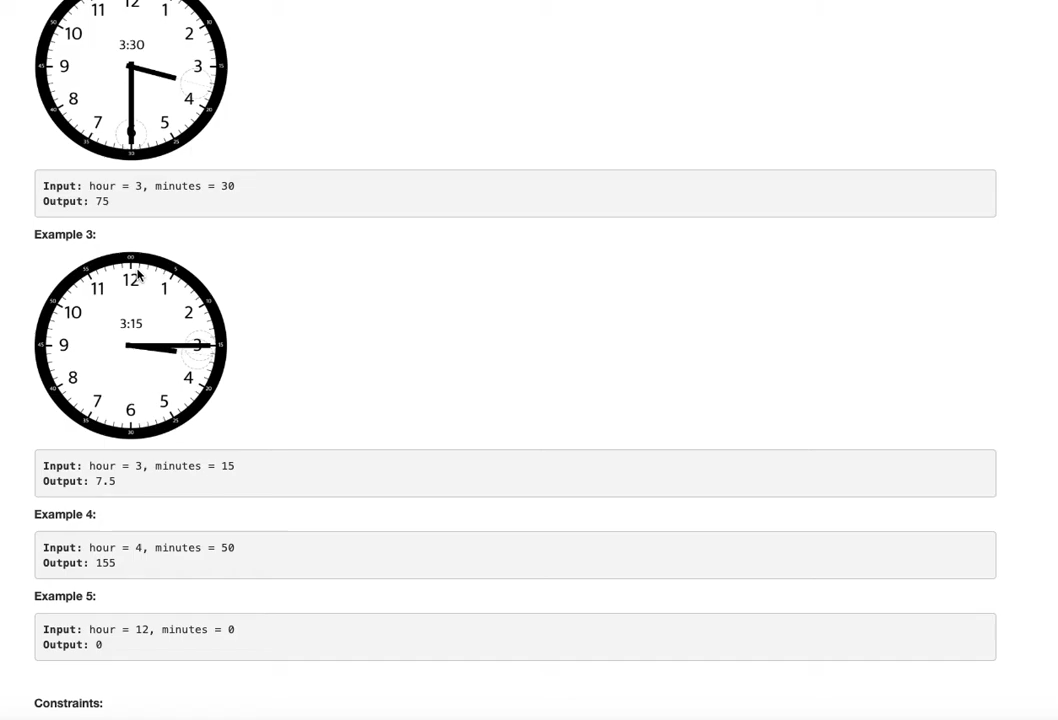 12
11
1
10
2
3:30
9
3
8
4
7
5
Input: hour = 3, minutes = 30
Output: 75
Example 3:
00
12
11
1
10
2
3:15
9
3
8
4
7
5
6
30
Input: hour = 3, minutes = 15
Output: 7.5
Example 4:
Input: hour = 4, minutes = 50
Output: 155
Example 5:
Input: hour = 12, minutes = 0
Output: 0
Constraints: